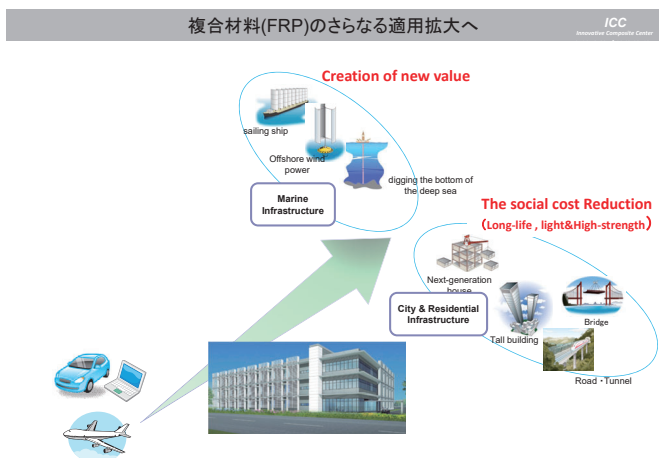 複合材料(FRP)のさらなる適用拡大へ
ICC
Innovative Composite Center
Creation of new value
sailing ship
Offshore wind
power
digging the bottom of
the deep sea
Marine
Infrastructure
The social cost Reduction
（Long-life , light&High-strength）
Next-generation
house
City & Residential
Infrastructure
Tall building
Bridge
Road・Tunnel